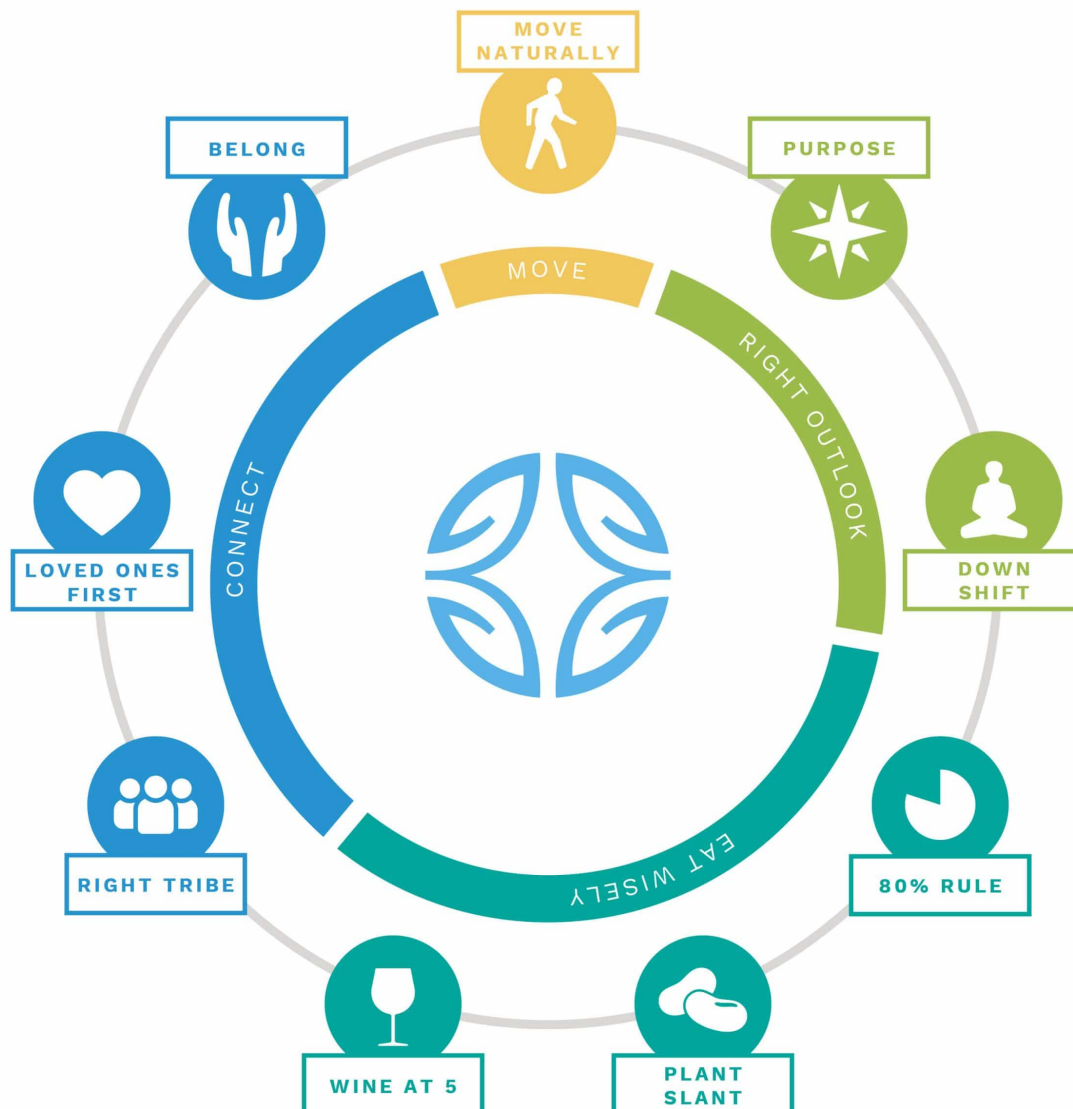 MOVE
NATURALLY
BELONG
PURPOSE
MOVE
RIGHT OUTLOOK
CONNECT
LOVED ONES
FIRST
DOWN
SHIFT
EAT WISELY
RIGHT TRIBE
80% RULE
WINE AT 5
PLANT
SLANT